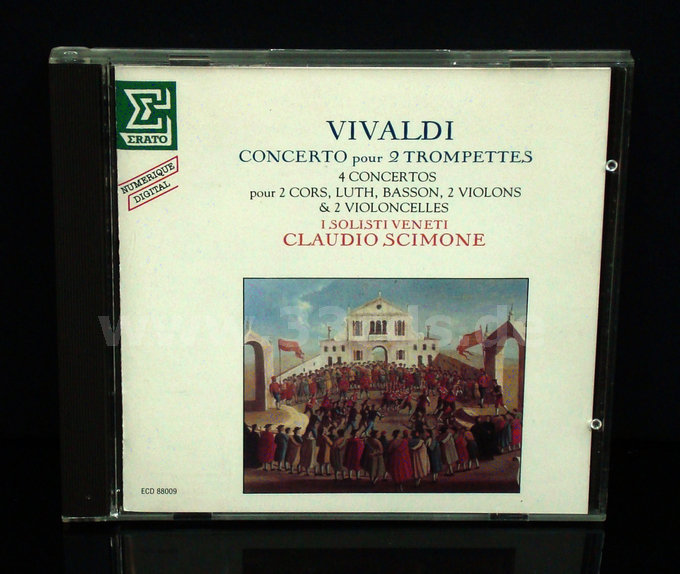 ERATO
NUMERIQUE
DIGITAL
VIVALDI
CONCERTO pour 2 TROMPETTES
4 CONCERTOS
pour 2 CORS, LUTH, BASSON, 2 VIOLONS
& 2 VIOLONCELLES
I SOLISTI VENETI
CLAUDIO SCIMONE
ECD 88009